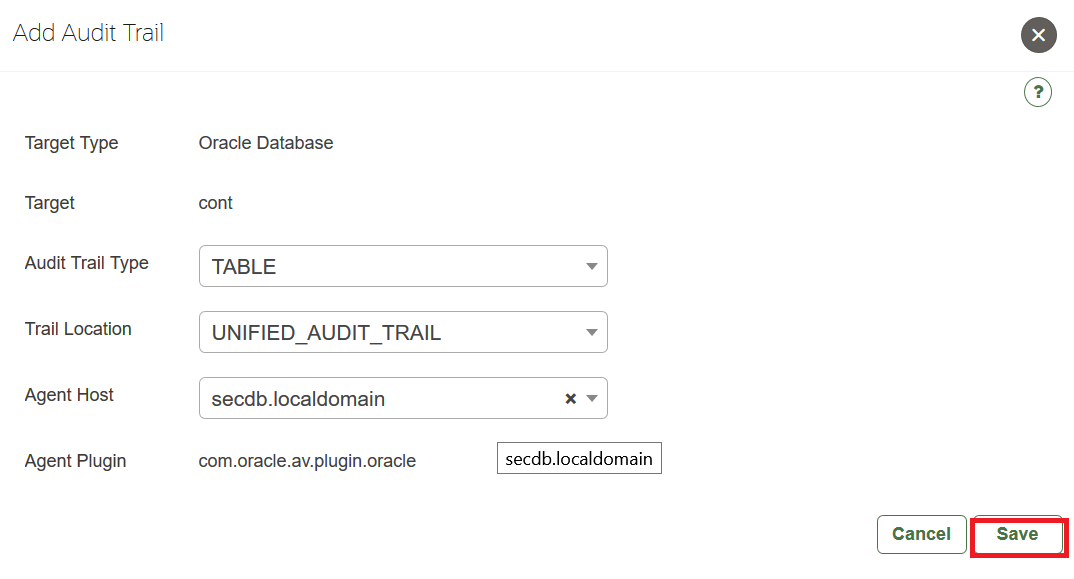 Add Audit Trail
?
Target Type Oracle Database
Target cont
Audit Trail Type TABLE
Trail Location UNIFIED_AUDIT_TRAIL
Agent Host secdb.localdomain
Agent Plugin com.oracle.av.plugin.oracle secdb.localdomain
Cancel Save